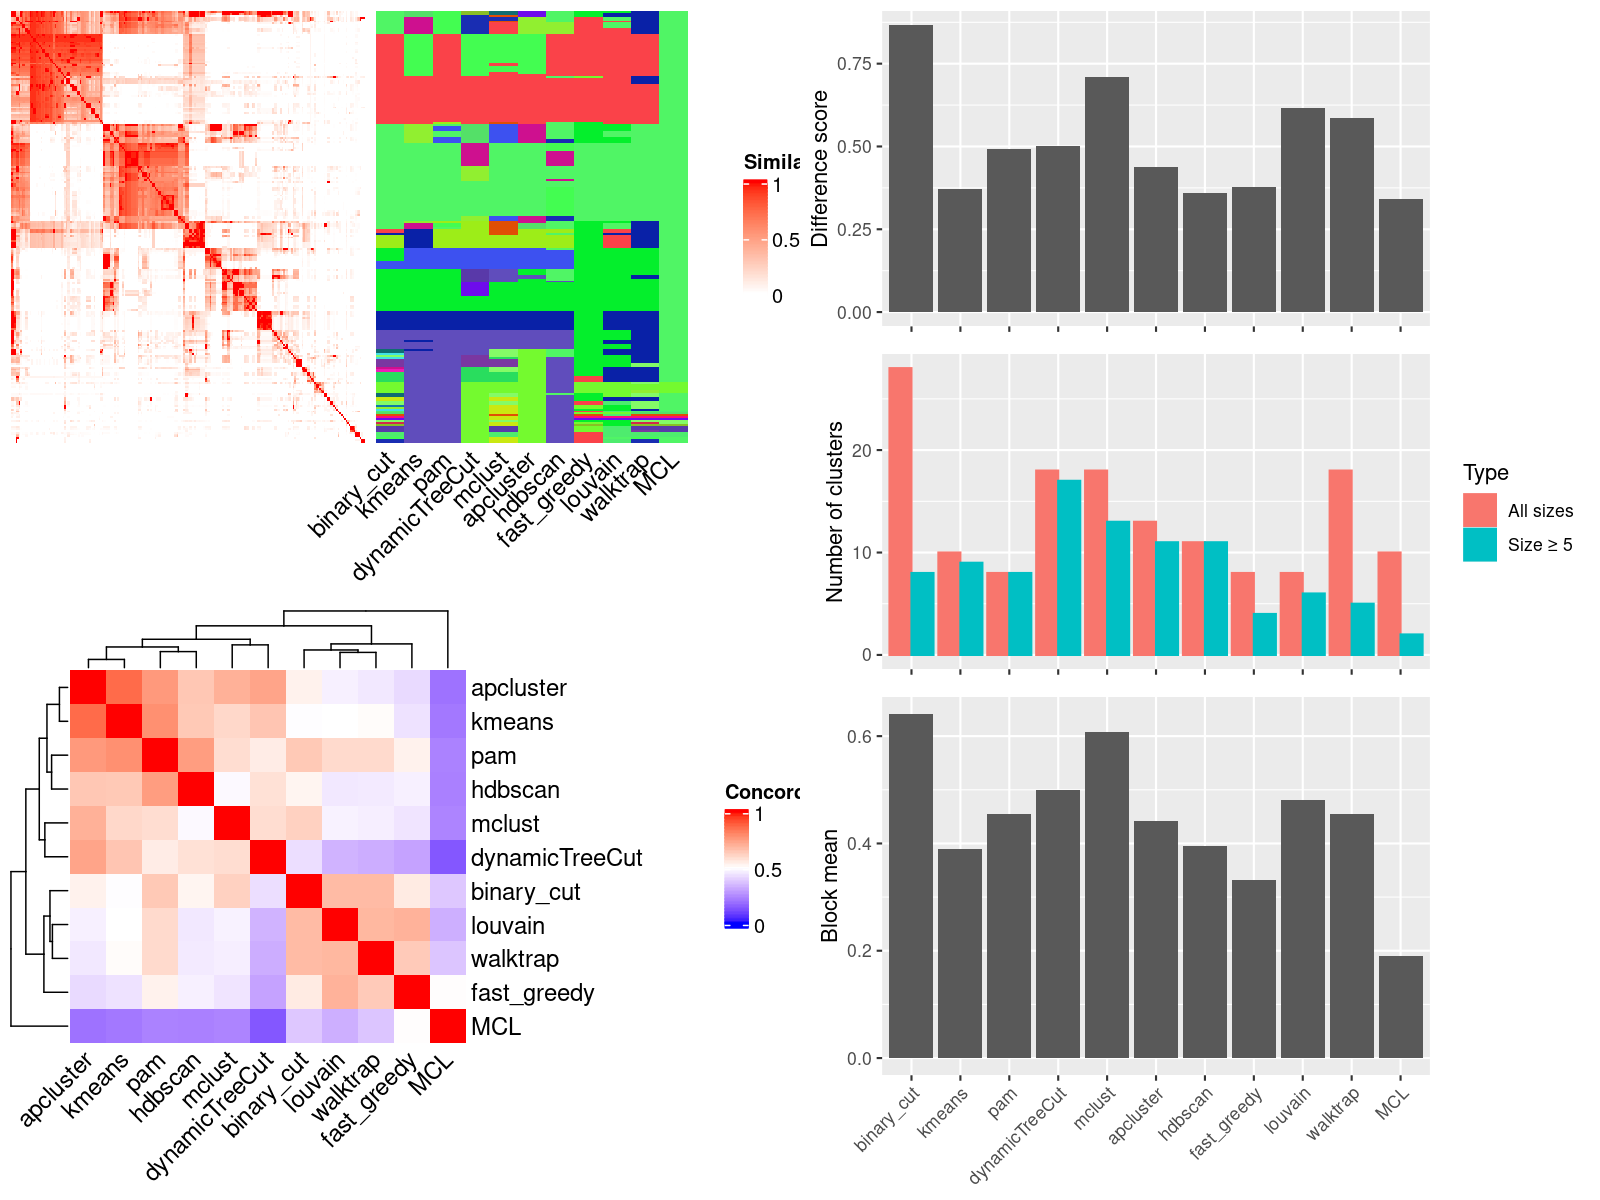 Simila
1
0.5
0
binary_cut
kmeans
pam
dynamicTreeCut
mclust
apcluster
hdbscan
fast_greedy
louvain
walktrap
MCL
apcluster
kmeans
pam
hdbscan
mclust
dynamicTreeCut
binary_cut
louvain
walktrap
fast_greedy
MCL
apcluster
kmeans
pam
hdbscan
mclust
dynamicTreeCut
binary_cut
louvain
walktrap
fast_greedy
MCL
Concord
1
0.5
0
Difference score
0.75
0.50
0.25
0.00
Number of clusters
20
10
0
Type
All sizes
Size ≥ 5
Block mean
0.6
0.4
0.2
0.0
binary_cut
kmeans
pam
dynamicTreeCut
mclust
apcluster
hdbscan
fast_greedy
louvain
walktrap
MCL